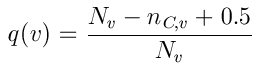 q(v) = \frac{N_v - n_{C,v} + 0.5}{N_v}